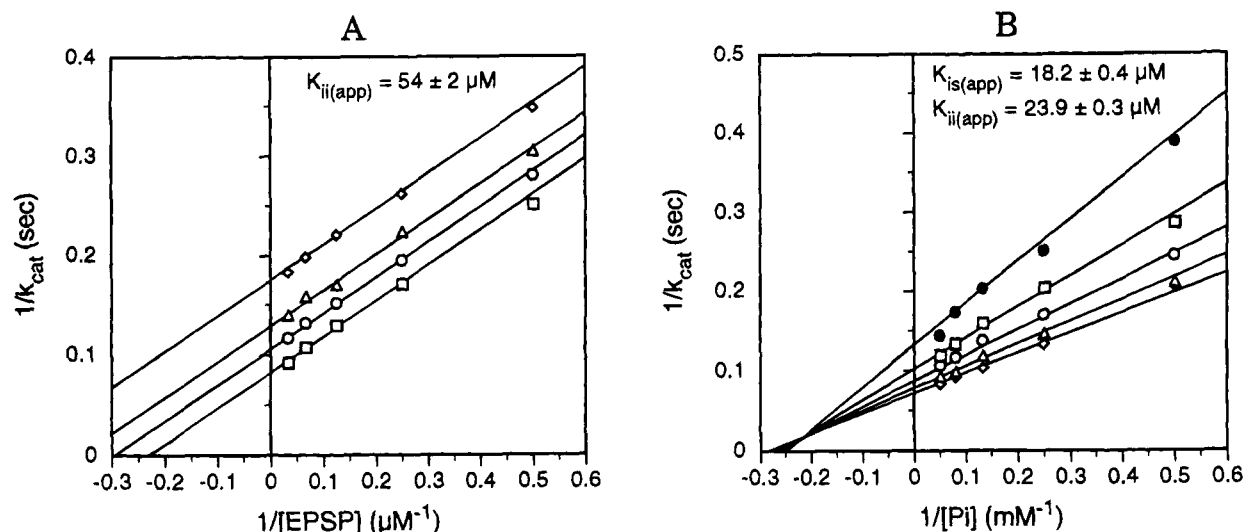 A
K_ii(app) = 54 ± 2 μM
0.4
0.3
0.2
0.1
0
-0.3 -0.2 -0.1 0 0.1 0.2 0.3 0.4 0.5 0.6
1/k_cat (sec)
1/[EPSP] (μM⁻¹)
B
K_is(app) = 18.2 ± 0.4 μM
K_ii(app) = 23.9 ± 0.3 μM
0.5
0.4
0.3
0.2
0.1
0
-0.3 -0.2 -0.1 0 0.1 0.2 0.3 0.4 0.5 0.6
1/k_cat (sec)
1/[Pi] (mM⁻¹)